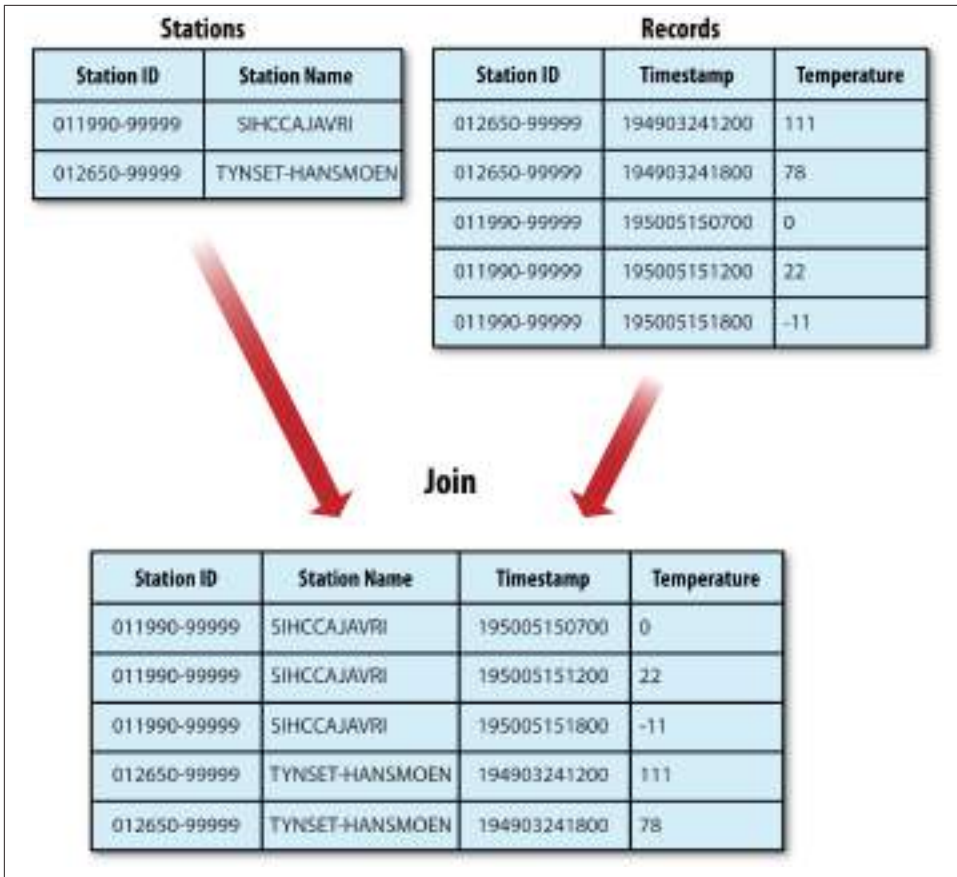 Stations
Station ID Station Name
011990-99999 SIHCCAJAVRI
012650-99999 TYNSET-HANSMOEN
Records
Station ID Timestamp Temperature
012650-99999 194903241200 111
012650-99999 194903241800 78
011990-99999 195005150700 0
011990-99999 195005151200 22
011990-99999 195005151800 -11
Join
Station ID Station Name Timestamp Temperature
011990-99999 SIHCCAJAVRI 195005150700 0
011990-99999 SIHCCAJAVRI 195005151200 22
011990-99999 SIHCCAJAVRI 195005151800 -11
012650-99999 TYNSET-HANSMOEN 194903241200 111
012650-99999 TYNSET-HANSMOEN 194903241800 78